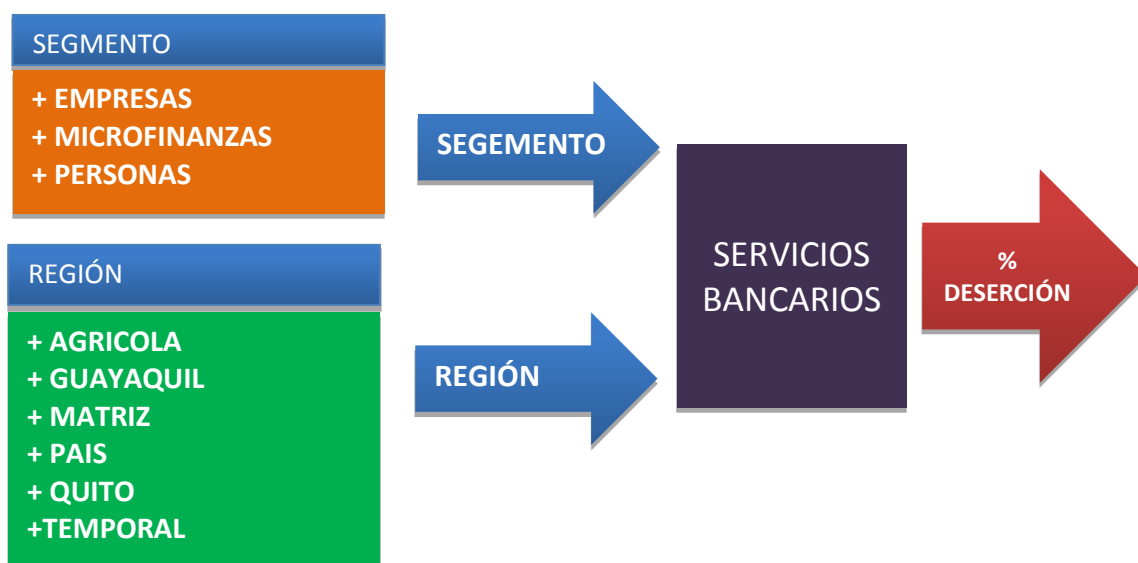 SEGMENTO
+ EMPRESAS
+ MICROFINANZAS
+ PERSONAS
REGIÓN
+ AGRICOLA
+ GUAYAQUIL
+ MATRIZ
+ PAIS
+ QUITO
+TEMPORAL
SEGEMENTO
REGIÓN
SERVICIOS
BANCARIOS
%
DESERCIÓN